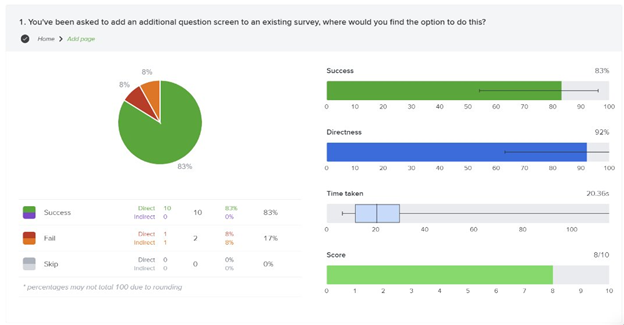 1. You've been asked to add an additional question screen to an existing survey, where would you find the option to do this?
Home > Add page
8%
8%
83%
Success Direct 10 10 83% 83%
Indirect 0 0%
Fail Direct 1 2 8% 17%
Indirect 1 8%
Skip Direct 0 0 0% 0%
Indirect 0 0%
* percentages may not total 100 due to rounding
Success 83%
0 10 20 30 40 50 60 70 80 90 100
Directness 92%
0 10 20 30 40 50 60 70 80 90 100
Time taken 20.36s
0 20 40 60 80 100
Score 8/10
0 1 2 3 4 5 6 7 8 9 10